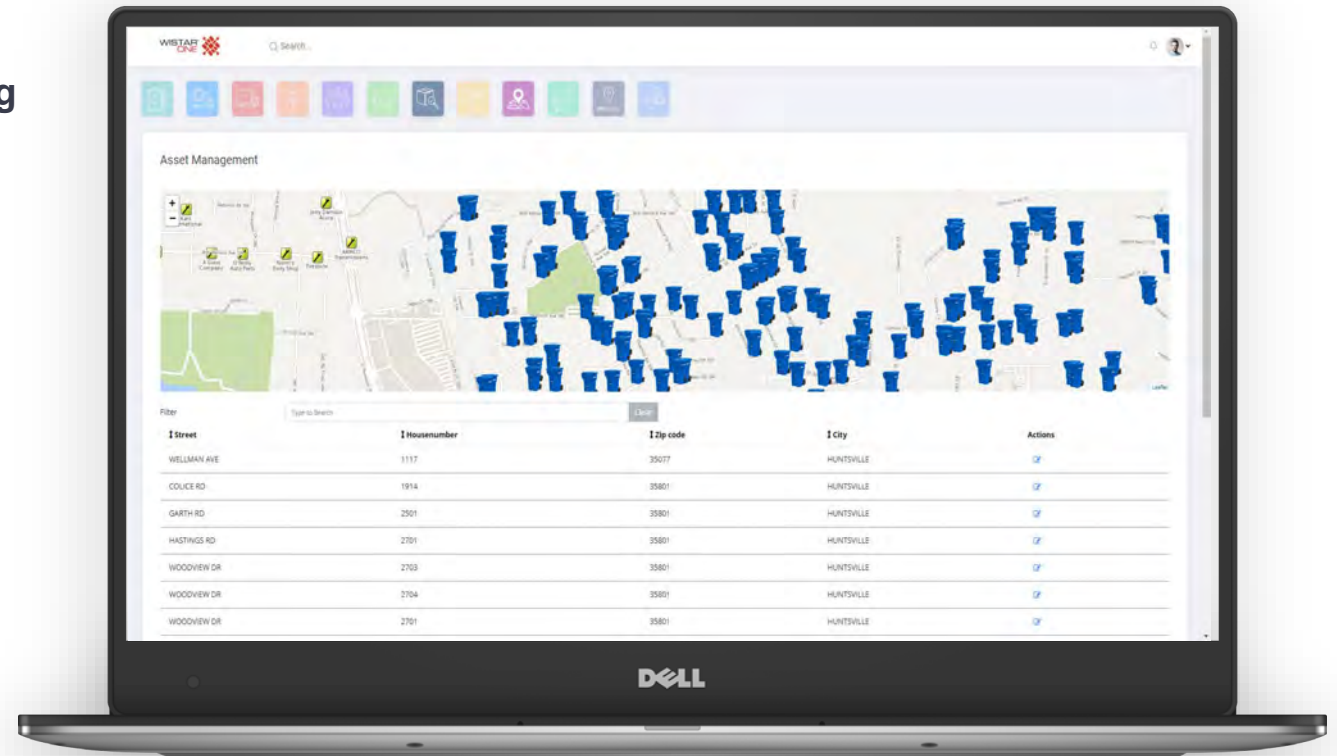 g
WISTAR
ONE
Search...
Asset Management
+
−
Leaflet
Filter Type to Search Clear
Street Housenumber Zip code City Actions
WELLMAN AVE 1117 35077 HUNTSVILLE
COLICE RD 1914 35801 HUNTSVILLE
GARTH RD 2501 35801 HUNTSVILLE
HASTINGS RD 2701 35801 HUNTSVILLE
WOODVIEW DR 2703 35801 HUNTSVILLE
WOODVIEW DR 2704 35801 HUNTSVILLE
WOODVIEW DR 2701 35801 HUNTSVILLE
DELL